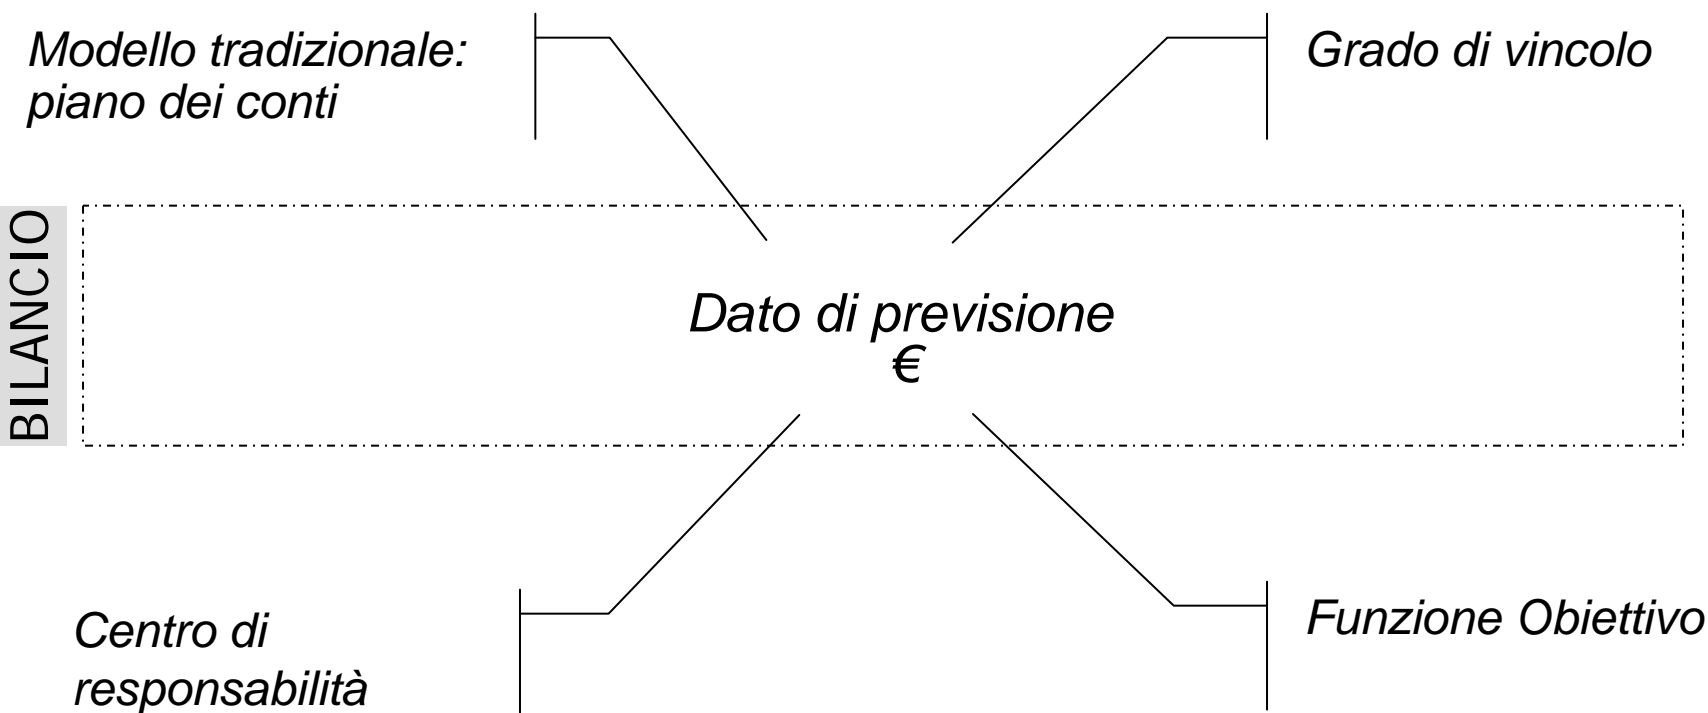 Modello tradizionale:
piano dei conti
Grado di vincolo
BILANCIO
Dato di previsione
€
Centro di
responsabilità
Funzione Obiettivo